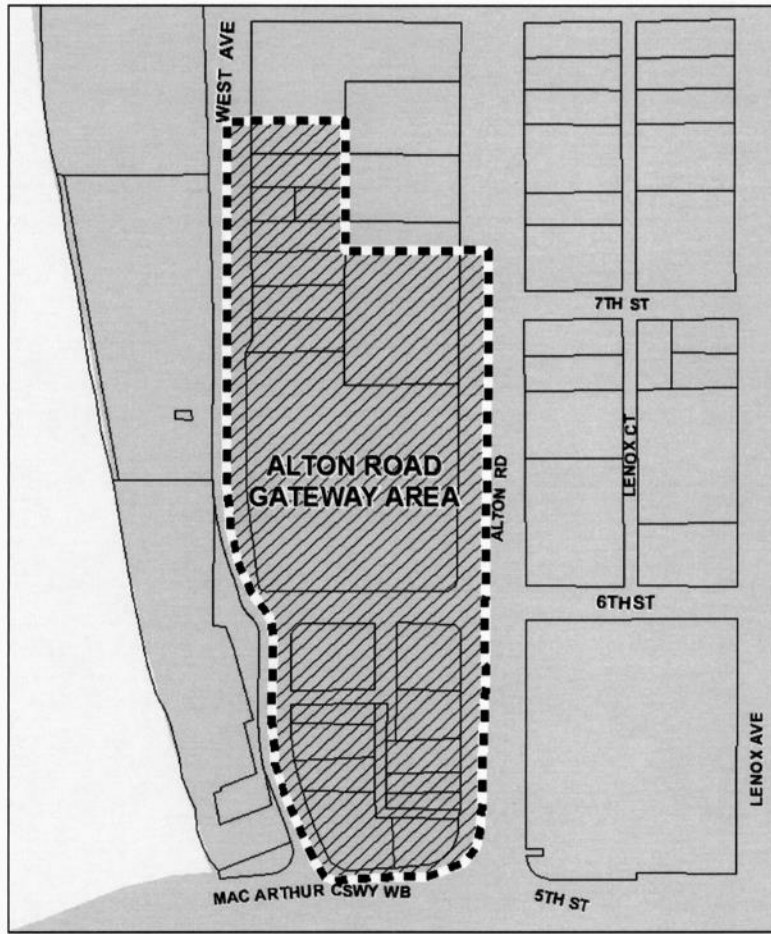 WEST AVE
7TH ST
ALTON ROAD
GATEWAY AREA
ALTON RD
LENOX CT
6TH ST
LENOX AVE
MAC ARTHUR CSWY WB
5TH ST